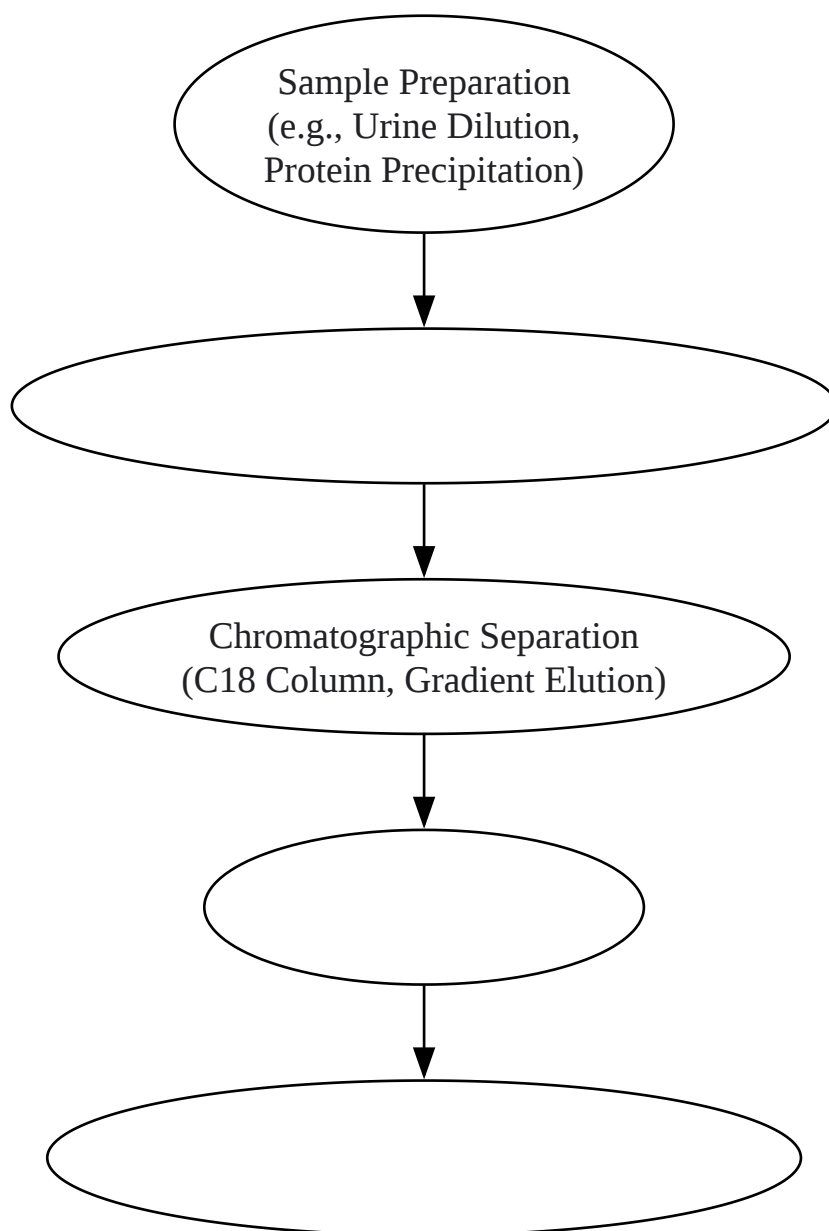 Sample Preparation
(e.g., Urine Dilution,
Protein Precipitation)
Chromatographic Separation
(C18 Column, Gradient Elution)